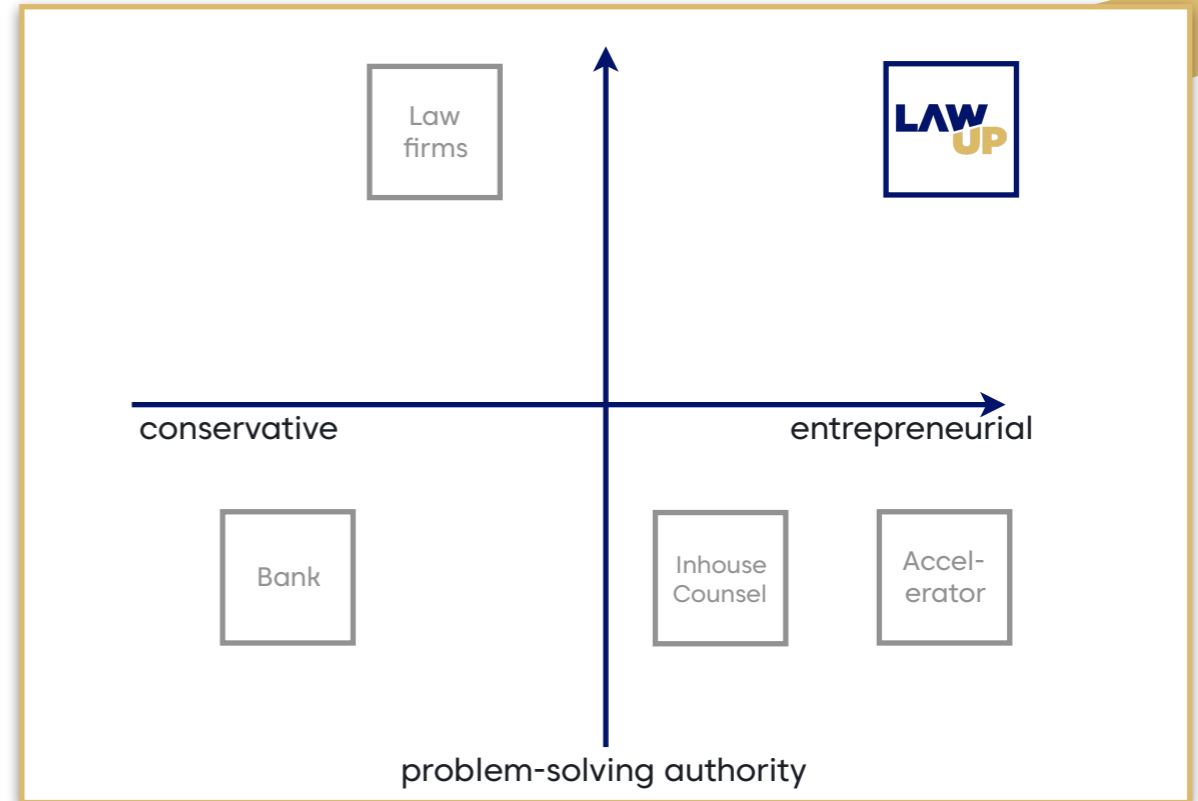 Law
firms
LAW
UP
conservative
entrepreneurial
Bank
Inhouse
Counsel
Accel-
erator
problem-solving authority